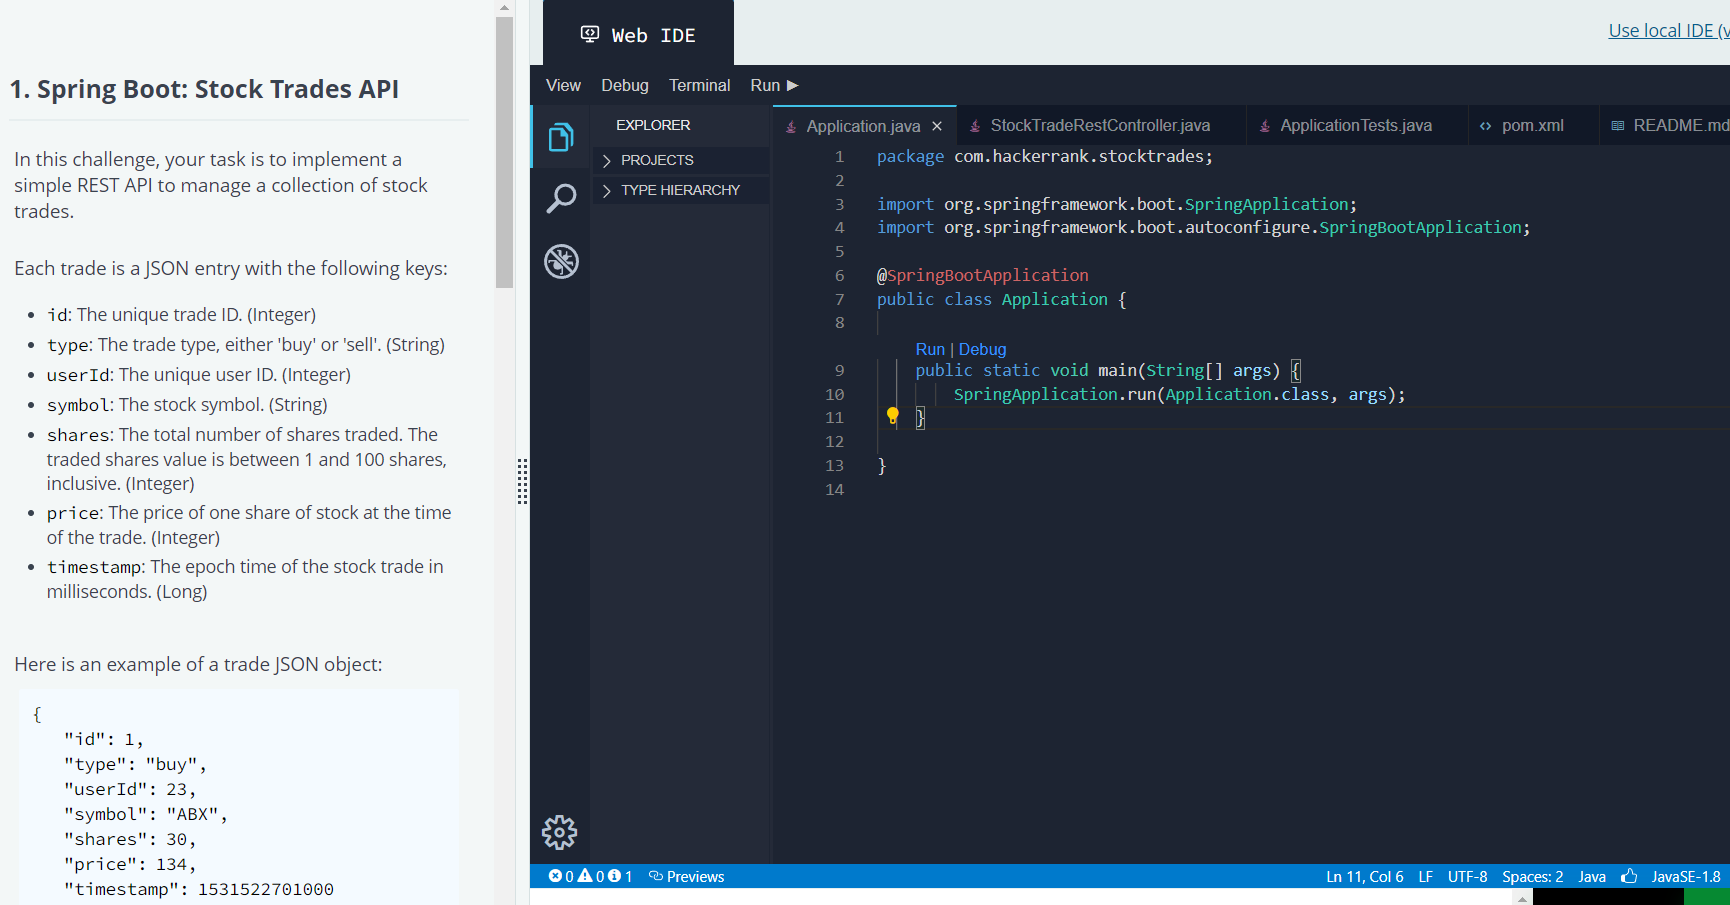 1. Spring Boot: Stock Trades API
In this challenge, your task is to implement a
simple REST API to manage a collection of stock
trades.
Each trade is a JSON entry with the following keys:
• id: The unique trade ID. (Integer)
• type: The trade type, either 'buy' or 'sell'. (String)
• userId: The unique user ID. (Integer)
• symbol: The stock symbol. (String)
• shares: The total number of shares traded. The
traded shares value is between 1 and 100 shares,
inclusive. (Integer)
• price: The price of one share of stock at the time
of the trade. (Integer)
• timestamp: The epoch time of the stock trade in
milliseconds. (Long)
Here is an example of a trade JSON object:
{
"id": 1,
"type": "buy",
"userId": 23,
"symbol": "ABX",
"shares": 30,
"price": 134,
"timestamp": 1531522701000
Web IDE
Use local IDE (v
View Debug Terminal Run ▶
EXPLORER
PROJECTS
TYPE HIERARCHY
Application.java × StockTradeRestController.java ApplicationTests.java pom.xml README.md
1 package com.hackerrank.stocktrades;
2
3 import org.springframework.boot.SpringApplication;
4 import org.springframework.boot.autoconfigure.SpringBootApplication;
5
6 @SpringBootApplication
7 public class Application {
8
Run | Debug
9 public static void main(String[] args) {
10 SpringApplication.run(Application.class, args);
11 }
12
13 }
14
0 0 1 Previews Ln 11, Col 6 LF UTF-8 Spaces: 2 Java JavaSE-1.8